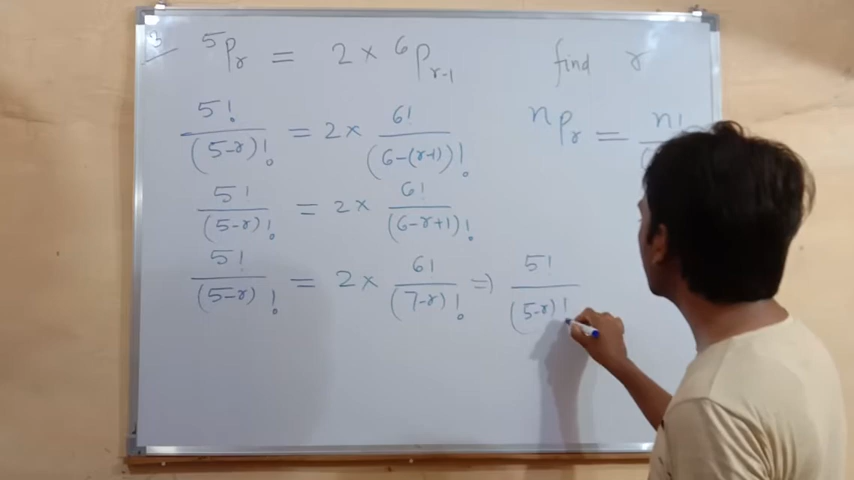 3 ⁵Pᵣ = 2 × ⁶Pᵣ₋₁ find r
5!/(5-r)! = 2 × 6!/(6-(r-1))! ⁿPᵣ = n!/(
5!/(5-r)! = 2 × 6!/(6-r+1)!
5!/(5-r)! = 2 × 6!/(7-r)! ⇒ 5!/(5-r)!